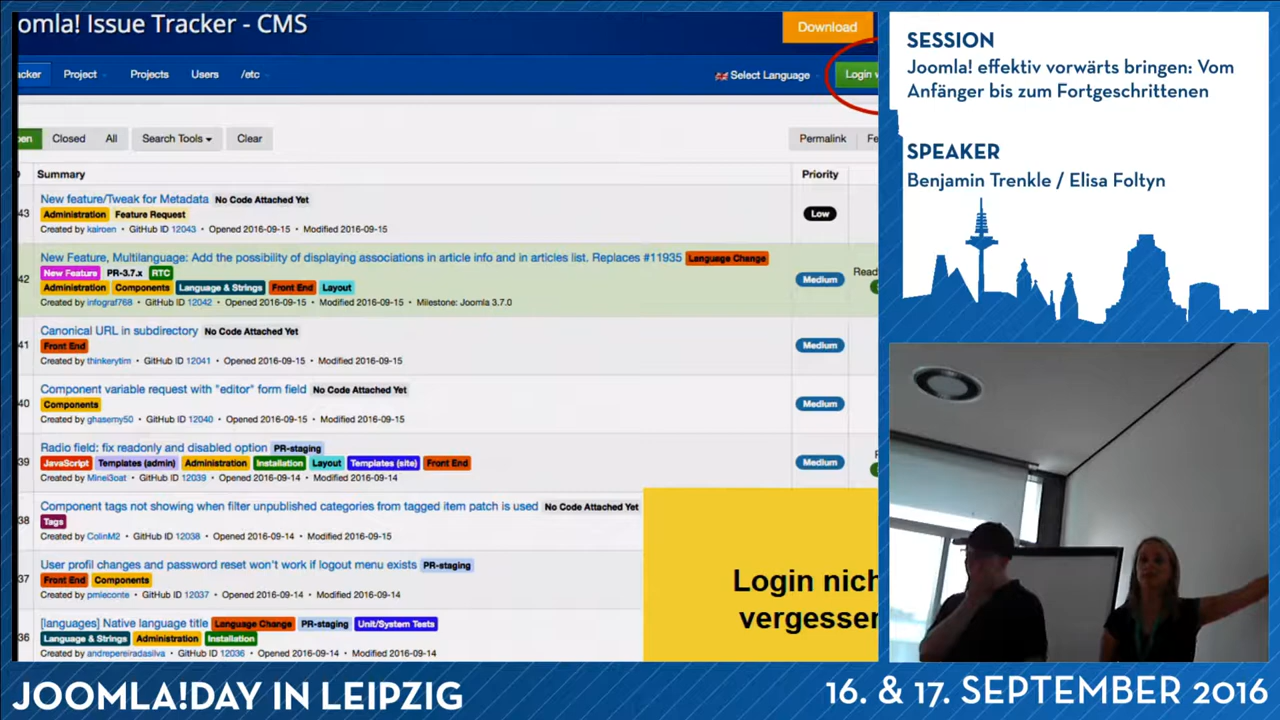 omla! Issue Tracker - CMS
Download
acker Project Projects Users /etc Select Language Login w
pen Closed All Search Tools Clear Permalink Fe
Summary Priority
43 New feature/Tweak for Metadata No Code Attached Yet Low
Administration Feature Request
Created by kairoen • GitHub ID 12043 • Opened 2016-09-15 • Modified 2016-09-15
42 New Feature, Multilanguage: Add the possibility of displaying associations in article info and in articles list. Replaces #11935 Language Change
New Feature PR-3.7.x RTC Medium Read
Administration Components Language & Strings Front End Layout
Created by infograf768 • GitHub ID 12042 • Opened 2016-09-15 • Modified 2016-09-15 • Milestone: Joomla 3.7.0
41 Canonical URL in subdirectory No Code Attached Yet Medium
Front End
Created by thinkerytim • GitHub ID 12041 • Opened 2016-09-15 • Modified 2016-09-15
40 Component variable request with "editor" form field No Code Attached Yet Medium
Components
Created by ghasemy50 • GitHub ID 12040 • Opened 2016-09-15 • Modified 2016-09-15
39 Radio field: fix readonly and disabled option PR-staging Medium
JavaScript Templates (admin) Administration Installation Layout Templates (site) Front End
Created by Minei3oat • GitHub ID 12039 • Opened 2016-09-14 • Modified 2016-09-14
38 Component tags not showing when filter unpublished categories from tagged item patch is used No Code Attached Yet
Tags
Created by ColinM2 • GitHub ID 12038 • Opened 2016-09-14 • Modified 2016-09-15
37 User profil changes and password reset won't work if logout menu exists PR-staging
Front End Components
Created by pmleconte • GitHub ID 12037 • Opened 2016-09-14 • Modified 2016-09-14
36 [languages] Native language title Language Change PR-staging Unit/System Tests
Language & Strings Administration Installation
Created by andrepereiradasilva • GitHub ID 12036 • Opened 2016-09-14 • Modified 2016-09-14
Login nich
vergessen
SESSION
Joomla! effektiv vorwärts bringen: Vom
Anfänger bis zum Fortgeschrittenen
SPEAKER
Benjamin Trenkle / Elisa Foltyn
JOOMLA!DAY IN LEIPZIG
16. & 17. SEPTEMBER 2016